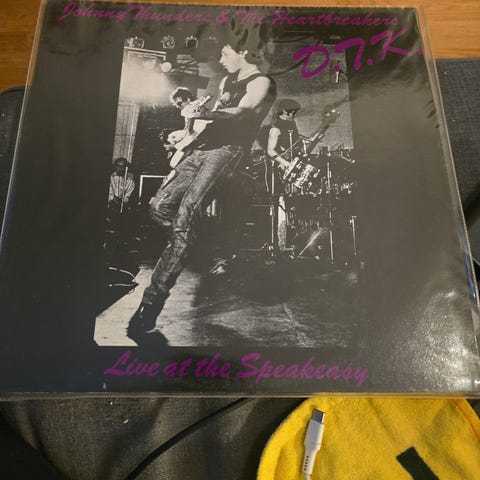 Johnny Thunders & The Heartbreakers
D.T.K.
Live at the Speakeasy